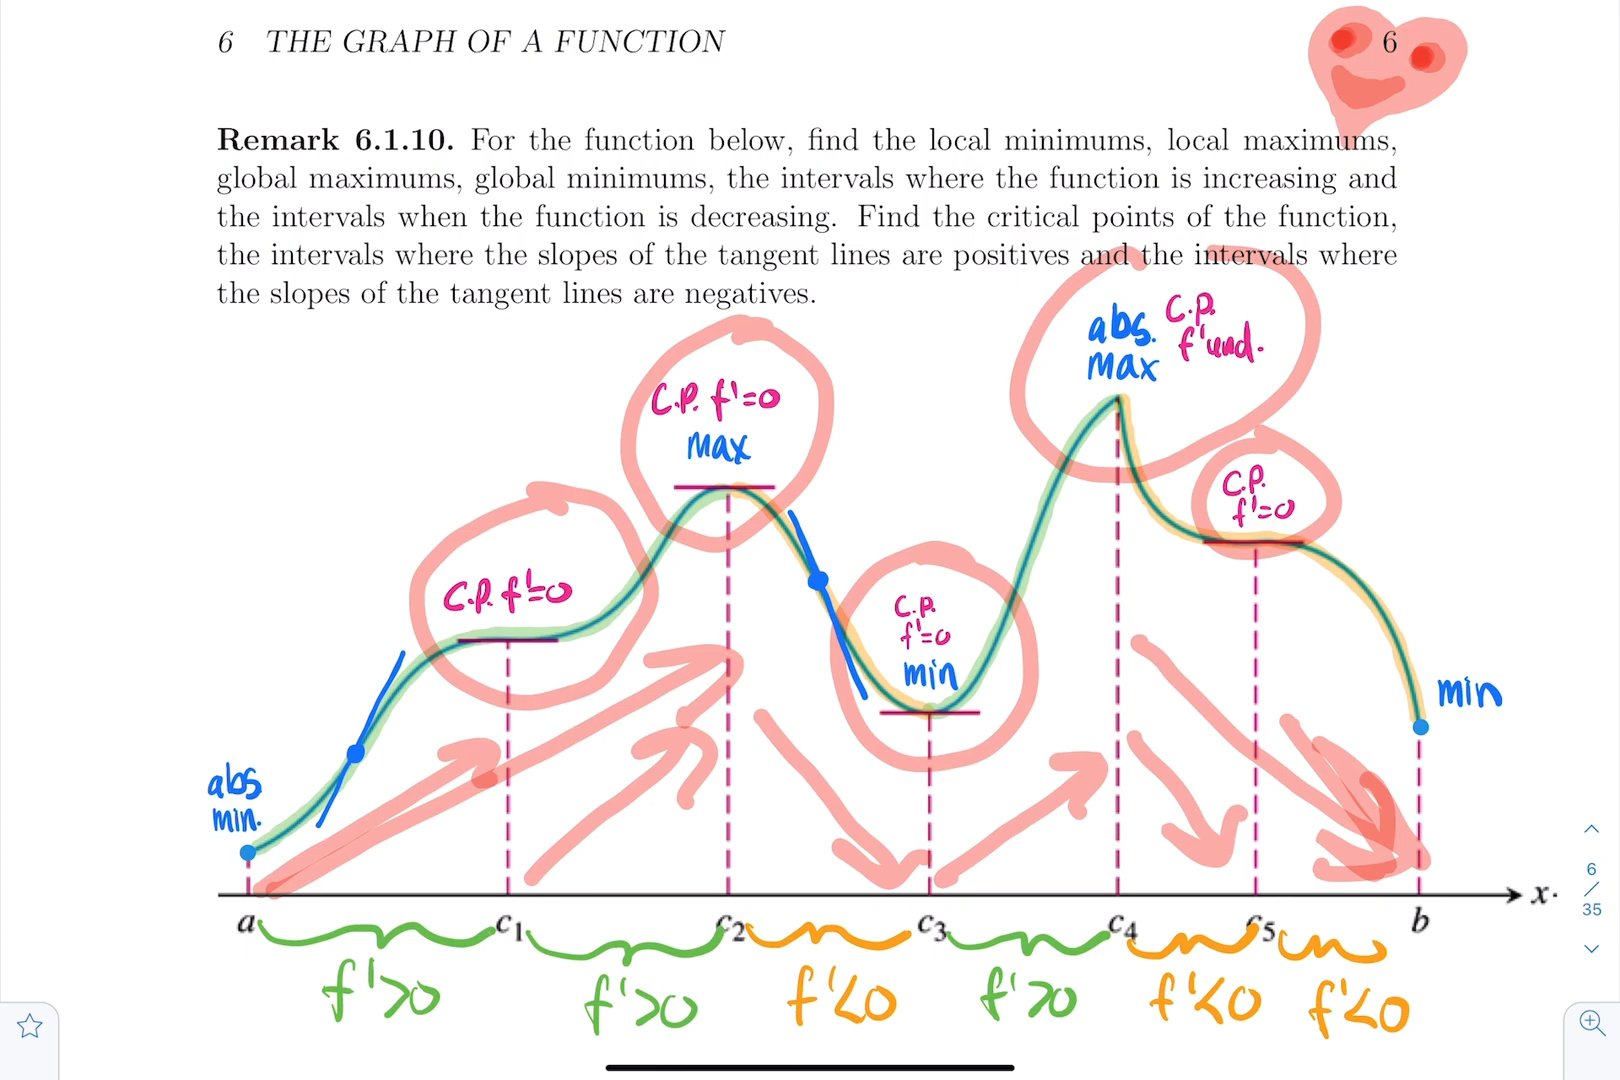 6 THE GRAPH OF A FUNCTION
6
Remark 6.1.10. For the function below, find the local minimums, local maximums,
global maximums, global minimums, the intervals where the function is increasing and
the intervals when the function is decreasing. Find the critical points of the function,
the intervals where the slopes of the tangent lines are positives and the intervals where
the slopes of the tangent lines are negatives.
abs.
max
C.P.
f' und.
C.P. f'=0
max
C.P.
f'=0
C.P. f'=0
C.P.
f'=0
min
min
abs
min.
x.
a
c₁
c₂
c₃
c₄
c₅
b
f'>0
f'>0
f'<0
f'>0
f'<0
f'<0
6
/
35